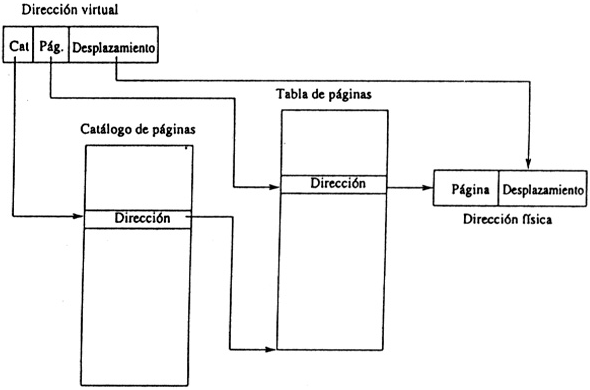 Dirección virtual
Cat Pág. Desplazamiento
Tabla de páginas
Catálogo de páginas
Dirección
Página Desplazamiento
Dirección
Dirección física